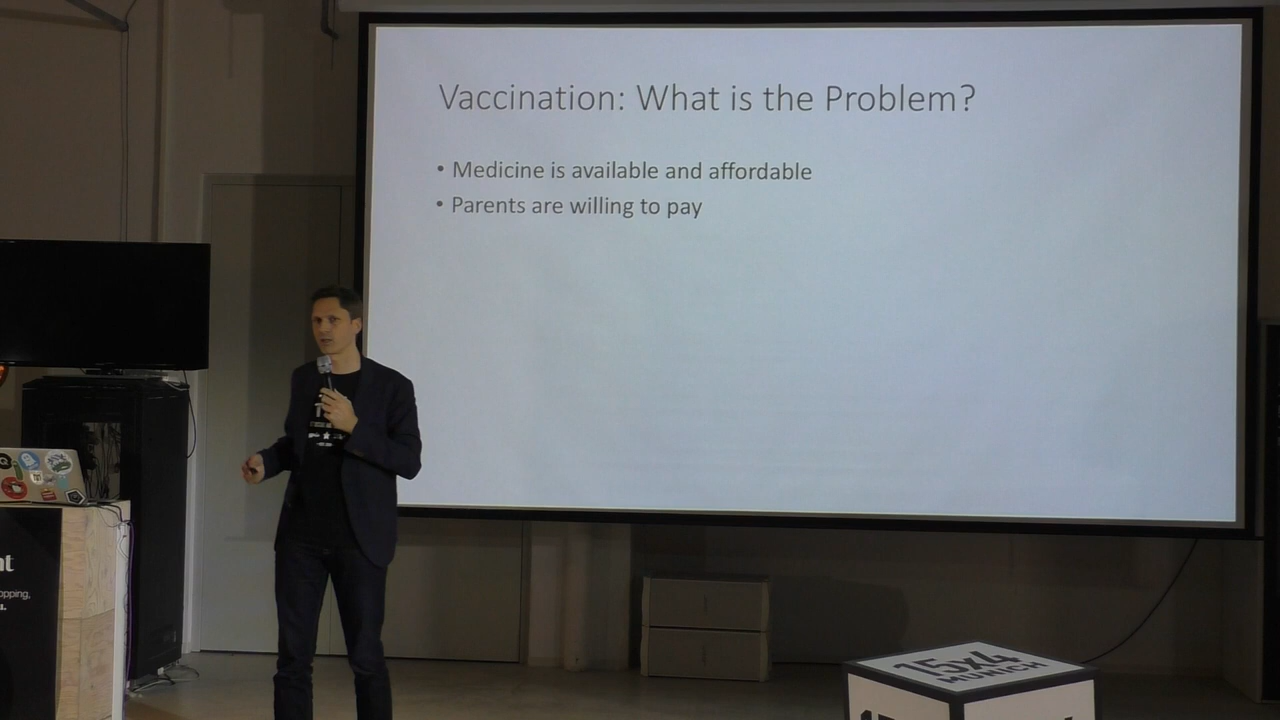 Vaccination: What is the Problem?
• Medicine is available and affordable
• Parents are willing to pay
15x4
MUNICH